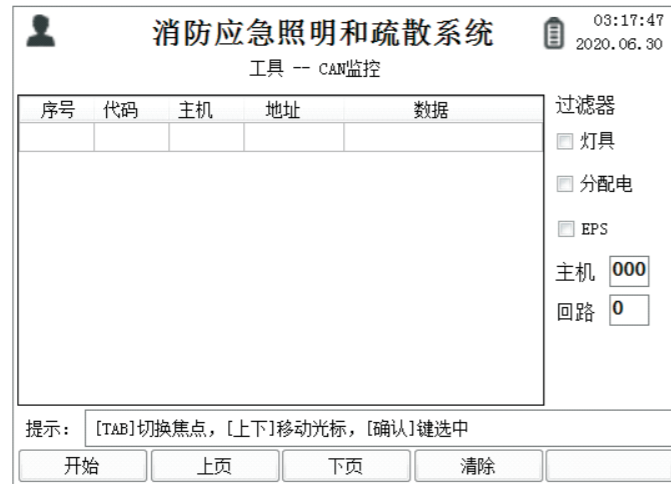 消防应急照明和疏散系统
03:17:47
2020.06.30
工具 -- CAN监控
序号 代码 主机 地址 数据
过滤器
灯具
分配电
EPS
主机 000
回路 0
提示： [TAB]切换焦点，[上下]移动光标，[确认]键选中
开始 上页 下页 清除